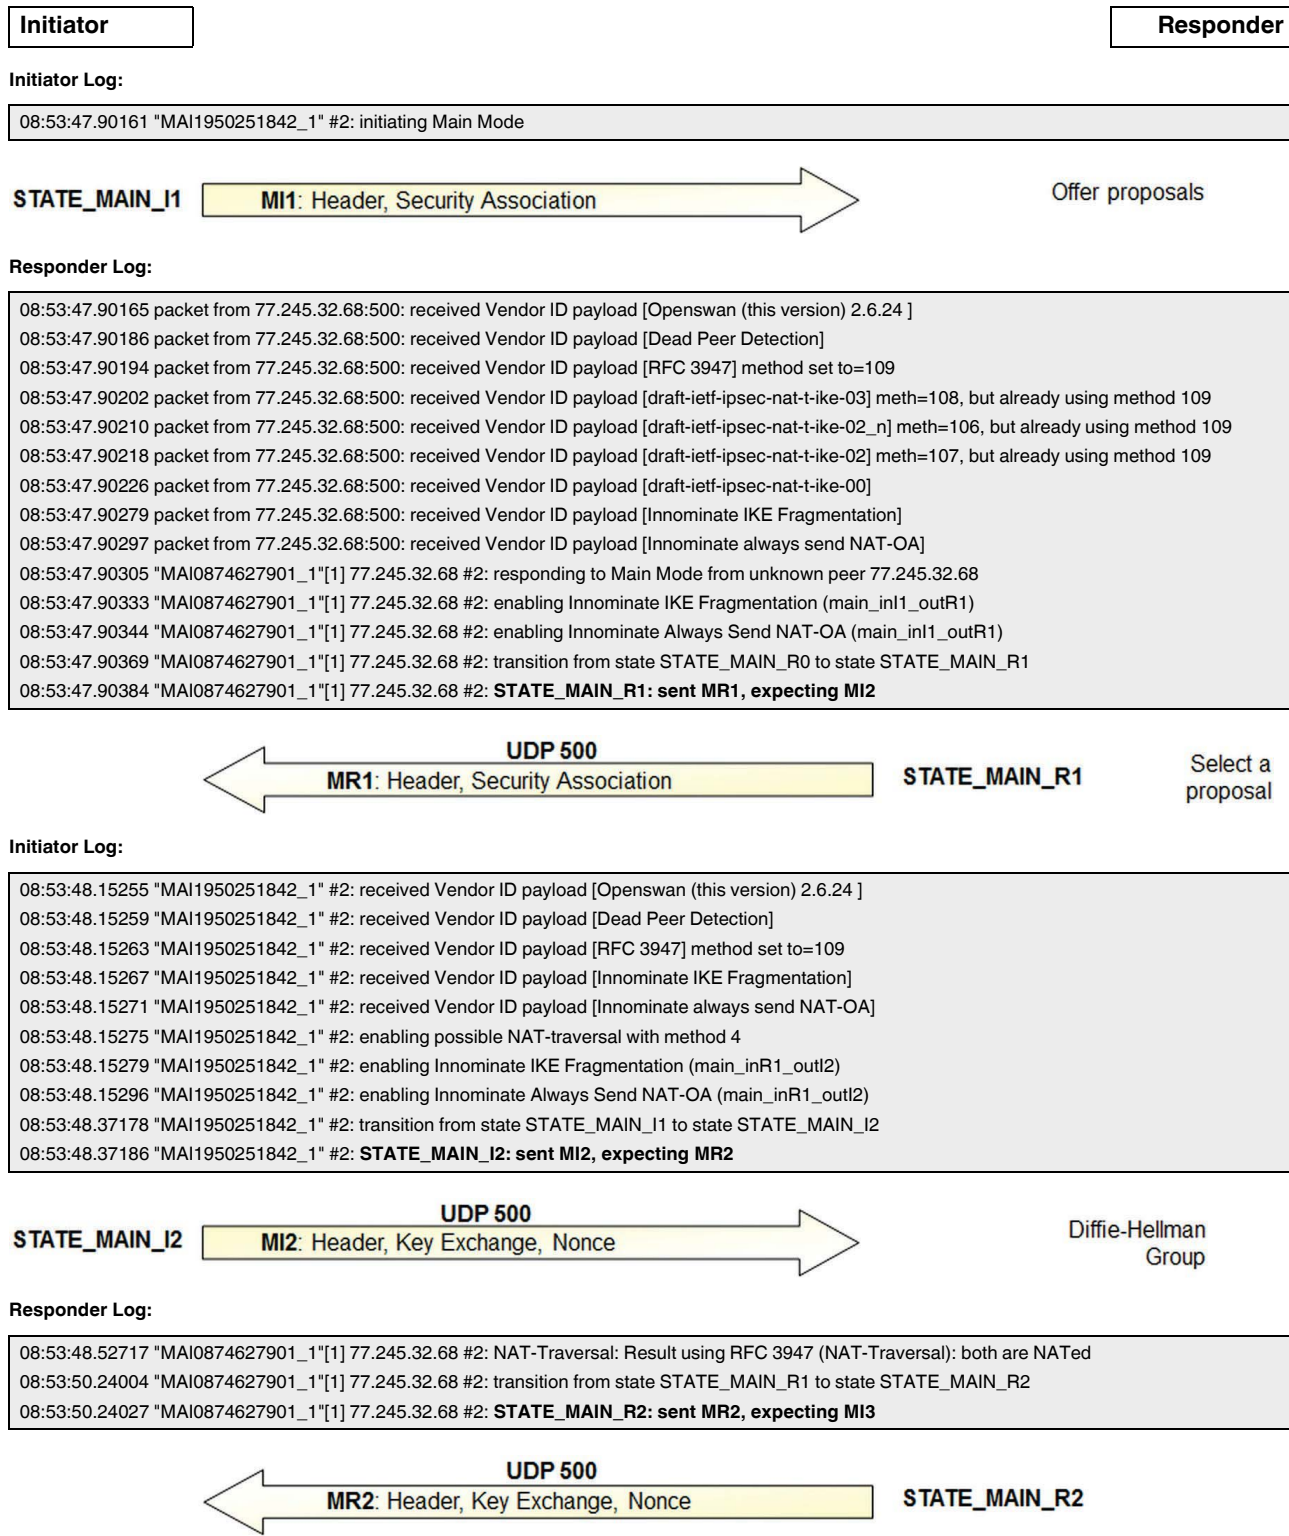 Initiator
Responder
Initiator Log:
08:53:47.90161 "MAI1950251842_1" #2: initiating Main Mode
STATE_MAIN_I1
MI1: Header, Security Association
Offer proposals
Responder Log:
08:53:47.90165 packet from 77.245.32.68:500: received Vendor ID payload [Openswan (this version) 2.6.24 ]
08:53:47.90186 packet from 77.245.32.68:500: received Vendor ID payload [Dead Peer Detection]
08:53:47.90194 packet from 77.245.32.68:500: received Vendor ID payload [RFC 3947] method set to=109
08:53:47.90202 packet from 77.245.32.68:500: received Vendor ID payload [draft-ietf-ipsec-nat-t-ike-03] meth=108, but already using method 109
08:53:47.90210 packet from 77.245.32.68:500: received Vendor ID payload [draft-ietf-ipsec-nat-t-ike-02_n] meth=106, but already using method 109
08:53:47.90218 packet from 77.245.32.68:500: received Vendor ID payload [draft-ietf-ipsec-nat-t-ike-02] meth=107, but already using method 109
08:53:47.90226 packet from 77.245.32.68:500: received Vendor ID payload [draft-ietf-ipsec-nat-t-ike-00]
08:53:47.90279 packet from 77.245.32.68:500: received Vendor ID payload [Innominate IKE Fragmentation]
08:53:47.90297 packet from 77.245.32.68:500: received Vendor ID payload [Innominate always send NAT-OA]
08:53:47.90305 "MAI0874627901_1"[1] 77.245.32.68 #2: responding to Main Mode from unknown peer 77.245.32.68
08:53:47.90333 "MAI0874627901_1"[1] 77.245.32.68 #2: enabling Innominate IKE Fragmentation (main_inI1_outR1)
08:53:47.90344 "MAI0874627901_1"[1] 77.245.32.68 #2: enabling Innominate Always Send NAT-OA (main_inI1_outR1)
08:53:47.90369 "MAI0874627901_1"[1] 77.245.32.68 #2: transition from state STATE_MAIN_R0 to state STATE_MAIN_R1
08:53:47.90384 "MAI0874627901_1"[1] 77.245.32.68 #2: STATE_MAIN_R1: sent MR1, expecting MI2
UDP 500
MR1: Header, Security Association
STATE_MAIN_R1
Select a
proposal
Initiator Log:
08:53:48.15255 "MAI1950251842_1" #2: received Vendor ID payload [Openswan (this version) 2.6.24 ]
08:53:48.15259 "MAI1950251842_1" #2: received Vendor ID payload [Dead Peer Detection]
08:53:48.15263 "MAI1950251842_1" #2: received Vendor ID payload [RFC 3947] method set to=109
08:53:48.15267 "MAI1950251842_1" #2: received Vendor ID payload [Innominate IKE Fragmentation]
08:53:48.15271 "MAI1950251842_1" #2: received Vendor ID payload [Innominate always send NAT-OA]
08:53:48.15275 "MAI1950251842_1" #2: enabling possible NAT-traversal with method 4
08:53:48.15279 "MAI1950251842_1" #2: enabling Innominate IKE Fragmentation (main_inR1_outI2)
08:53:48.15296 "MAI1950251842_1" #2: enabling Innominate Always Send NAT-OA (main_inR1_outI2)
08:53:48.37178 "MAI1950251842_1" #2: transition from state STATE_MAIN_I1 to state STATE_MAIN_I2
08:53:48.37186 "MAI1950251842_1" #2: STATE_MAIN_I2: sent MI2, expecting MR2
UDP 500
STATE_MAIN_I2
MI2: Header, Key Exchange, Nonce
Diffie-Hellman
Group
Responder Log:
08:53:48.52717 "MAI0874627901_1"[1] 77.245.32.68 #2: NAT-Traversal: Result using RFC 3947 (NAT-Traversal): both are NATed
08:53:50.24004 "MAI0874627901_1"[1] 77.245.32.68 #2: transition from state STATE_MAIN_R1 to state STATE_MAIN_R2
08:53:50.24027 "MAI0874627901_1"[1] 77.245.32.68 #2: STATE_MAIN_R2: sent MR2, expecting MI3
UDP 500
MR2: Header, Key Exchange, Nonce
STATE_MAIN_R2